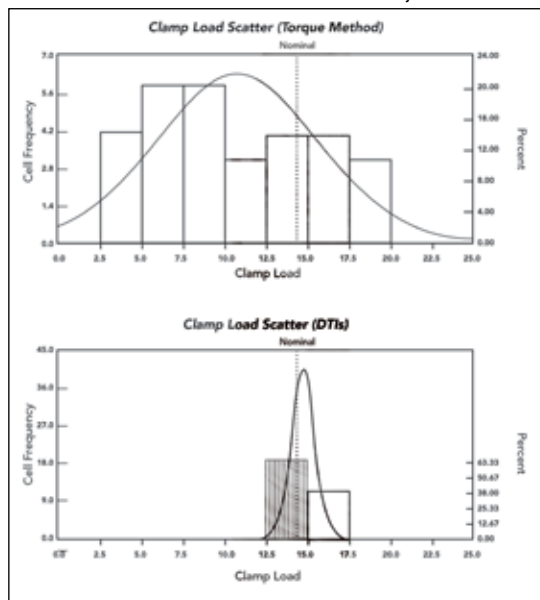 Clamp Load Scatter (Torque Method)
Nominal
7.0
5.6
4.2
2.8
1.4
0.0
Cell Frequency
24.00
20.00
16.00
12.00
8.00
4.00
0.00
Percent
0.0 2.5 5.0 7.5 10.0 12.5 15.0 17.5 20.0 22.5 25.0
Clamp Load
Clamp Load Scatter (DTIs)
Nominal
45.0
36.0
27.0
18.0
9.0
0.0
Cell Frequency
63.33
50.67
38.00
25.33
12.67
0.00
Percent
2.5 5.0 7.5 10.0 12.5 15.0 17.5 20.0 22.5 25.0
Clamp Load